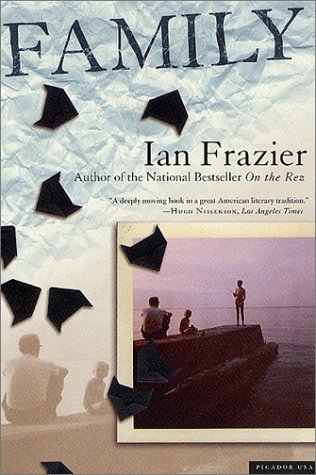 FAMILY
Ian Frazier
Author of the National Bestseller On the Rez
"A deeply moving book in a great American literary tradition."
—HUGH NISSENSON, Los Angeles Times
PICADOR USA